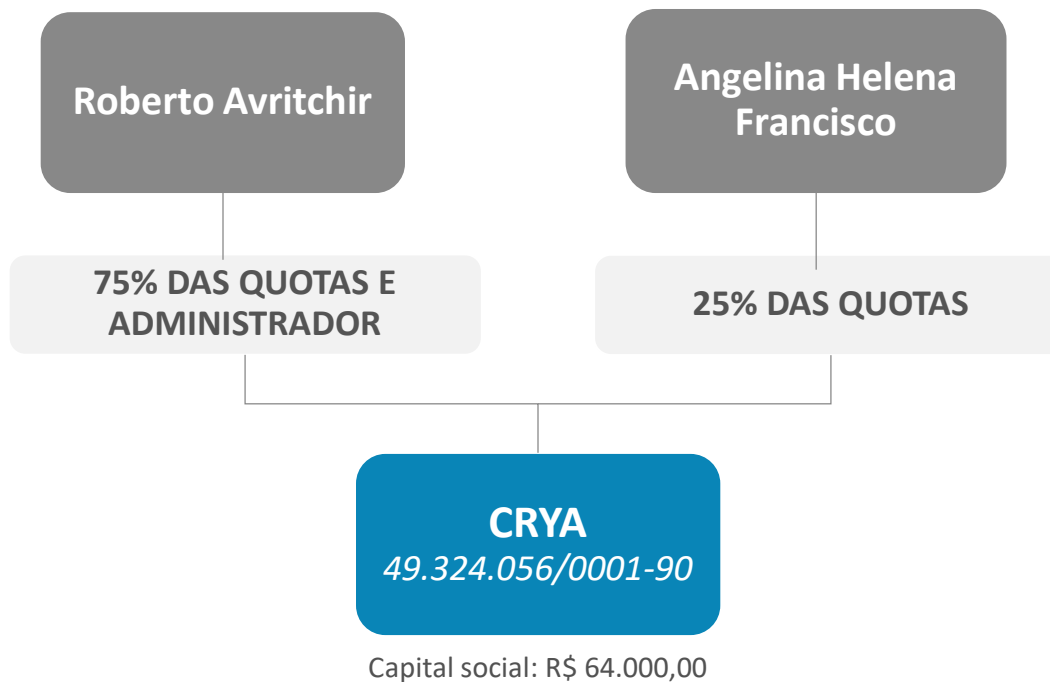 Roberto Avritchir
Angelina Helena
Francisco
75% DAS QUOTAS E
ADMINISTRADOR
25% DAS QUOTAS
CRYA
49.324.056/0001-90
Capital social: R$ 64.000,00